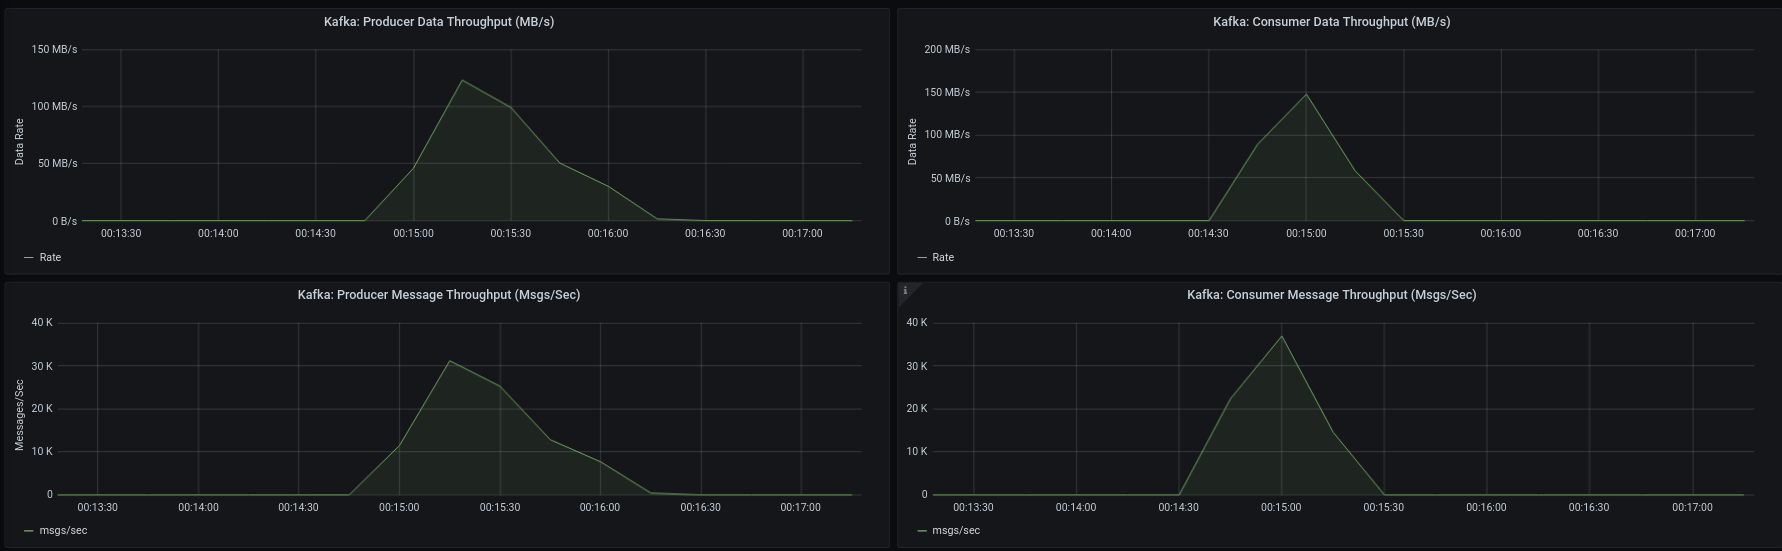 Kafka: Producer Data Throughput (MB/s)
150 MB/s
100 MB/s
50 MB/s
0 B/s
Data Rate
00:13:30 00:14:00 00:14:30 00:15:00 00:15:30 00:16:00 00:16:30 00:17:00
Rate
Kafka: Consumer Data Throughput (MB/s)
200 MB/s
150 MB/s
100 MB/s
50 MB/s
0 B/s
Data Rate
00:13:30 00:14:00 00:14:30 00:15:00 00:15:30 00:16:00 00:16:30 00:17:00
Rate
Kafka: Producer Message Throughput (Msgs/Sec)
40 K
30 K
20 K
10 K
0
Messages/Sec
00:13:30 00:14:00 00:14:30 00:15:00 00:15:30 00:16:00 00:16:30 00:17:00
msgs/sec
i
Kafka: Consumer Message Throughput (Msgs/Sec)
40 K
30 K
20 K
10 K
0
00:13:30 00:14:00 00:14:30 00:15:00 00:15:30 00:16:00 00:16:30 00:17:00
msgs/sec